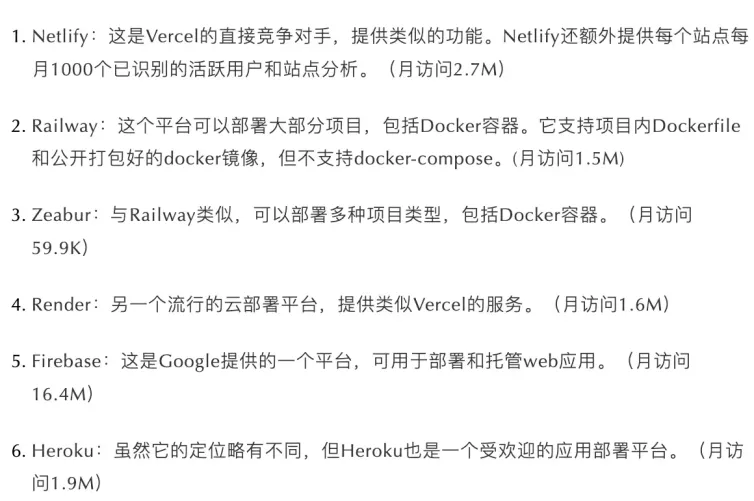 1. Netlify：这是Vercel的直接竞争对手，提供类似的功能。Netlify还额外提供每个站点每
月1000个已识别的活跃用户和站点分析。（月访问2.7M）
2. Railway：这个平台可以部署大部分项目，包括Docker容器。它支持项目内Dockerfile
和公开打包好的docker镜像，但不支持docker-compose。(月访问1.5M)
3. Zeabur：与Railway类似，可以部署多种项目类型，包括Docker容器。（月访问
59.9K）
4. Render：另一个流行的云部署平台，提供类似Vercel的服务。（月访问1.6M）
5. Firebase：这是Google提供的一个平台，可用于部署和托管web应用。（月访问
16.4M）
6. Heroku：虽然它的定位略有不同，但Heroku也是一个受欢迎的应用部署平台。（月访
问1.9M）